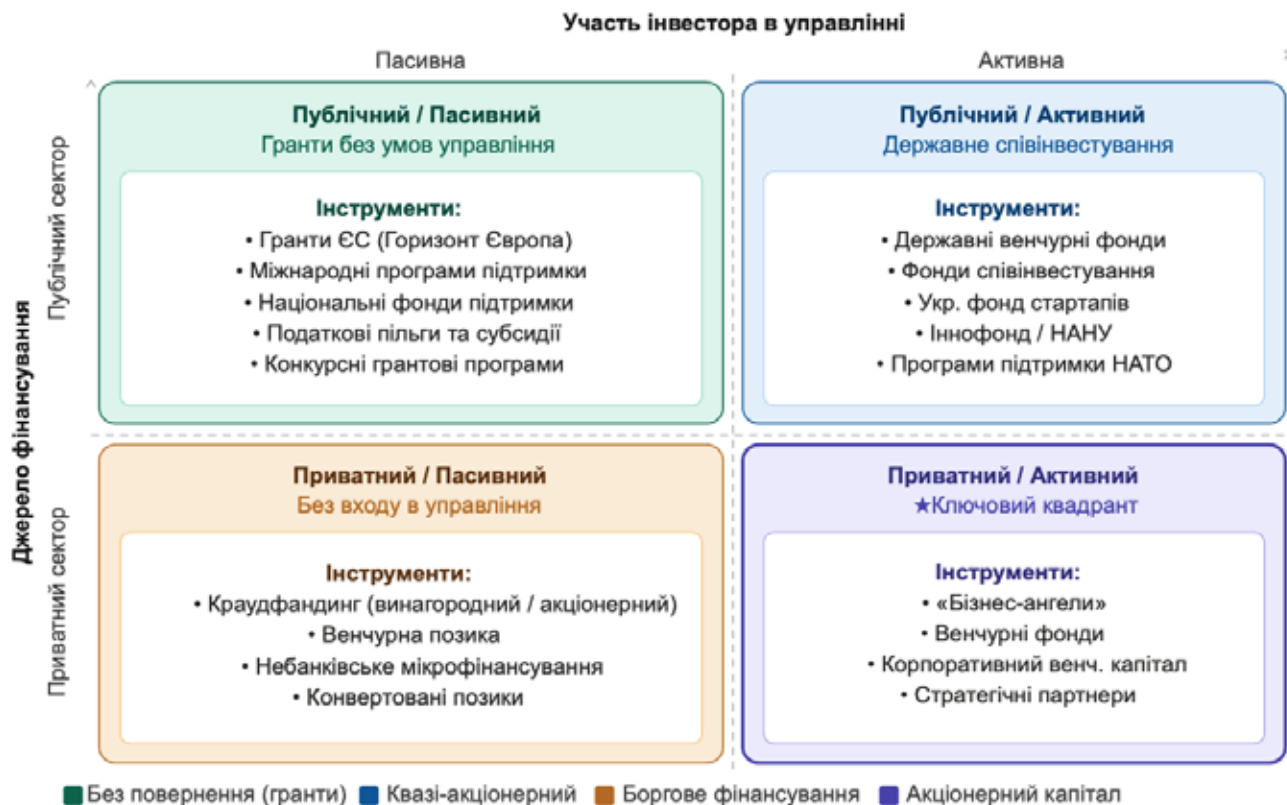 Участь інвестора в управлінні
Пасивна
Активна
Джерело фінансування
Публічний сектор
Публічний / Пасивний
Гранти без умов управління
Інструменти:
• Гранти ЄС (Горизонт Європа)
• Міжнародні програми підтримки
• Національні фонди підтримки
• Податкові пільги та субсидії
• Конкурсні грантові програми
Публічний / Активний
Державне співінвестування
Інструменти:
• Державні венчурні фонди
• Фонди співінвестування
• Укр. фонд стартапів
• Іннофонд / НАНУ
• Програми підтримки НАТО
Приватний сектор
Приватний / Пасивний
Без входу в управління
Інструменти:
• Краудфандинг (винагородний / акціонерний)
• Венчурна позика
• Небанківське мікрофінансування
• Конвертовані позики
Приватний / Активний
★Ключовий квадрант
Інструменти:
• «Бізнес-ангели»
• Венчурні фонди
• Корпоративний венч. капітал
• Стратегічні партнери
Без повернення (гранти) Квазі-акціонерний Боргове фінансування Акціонерний капітал